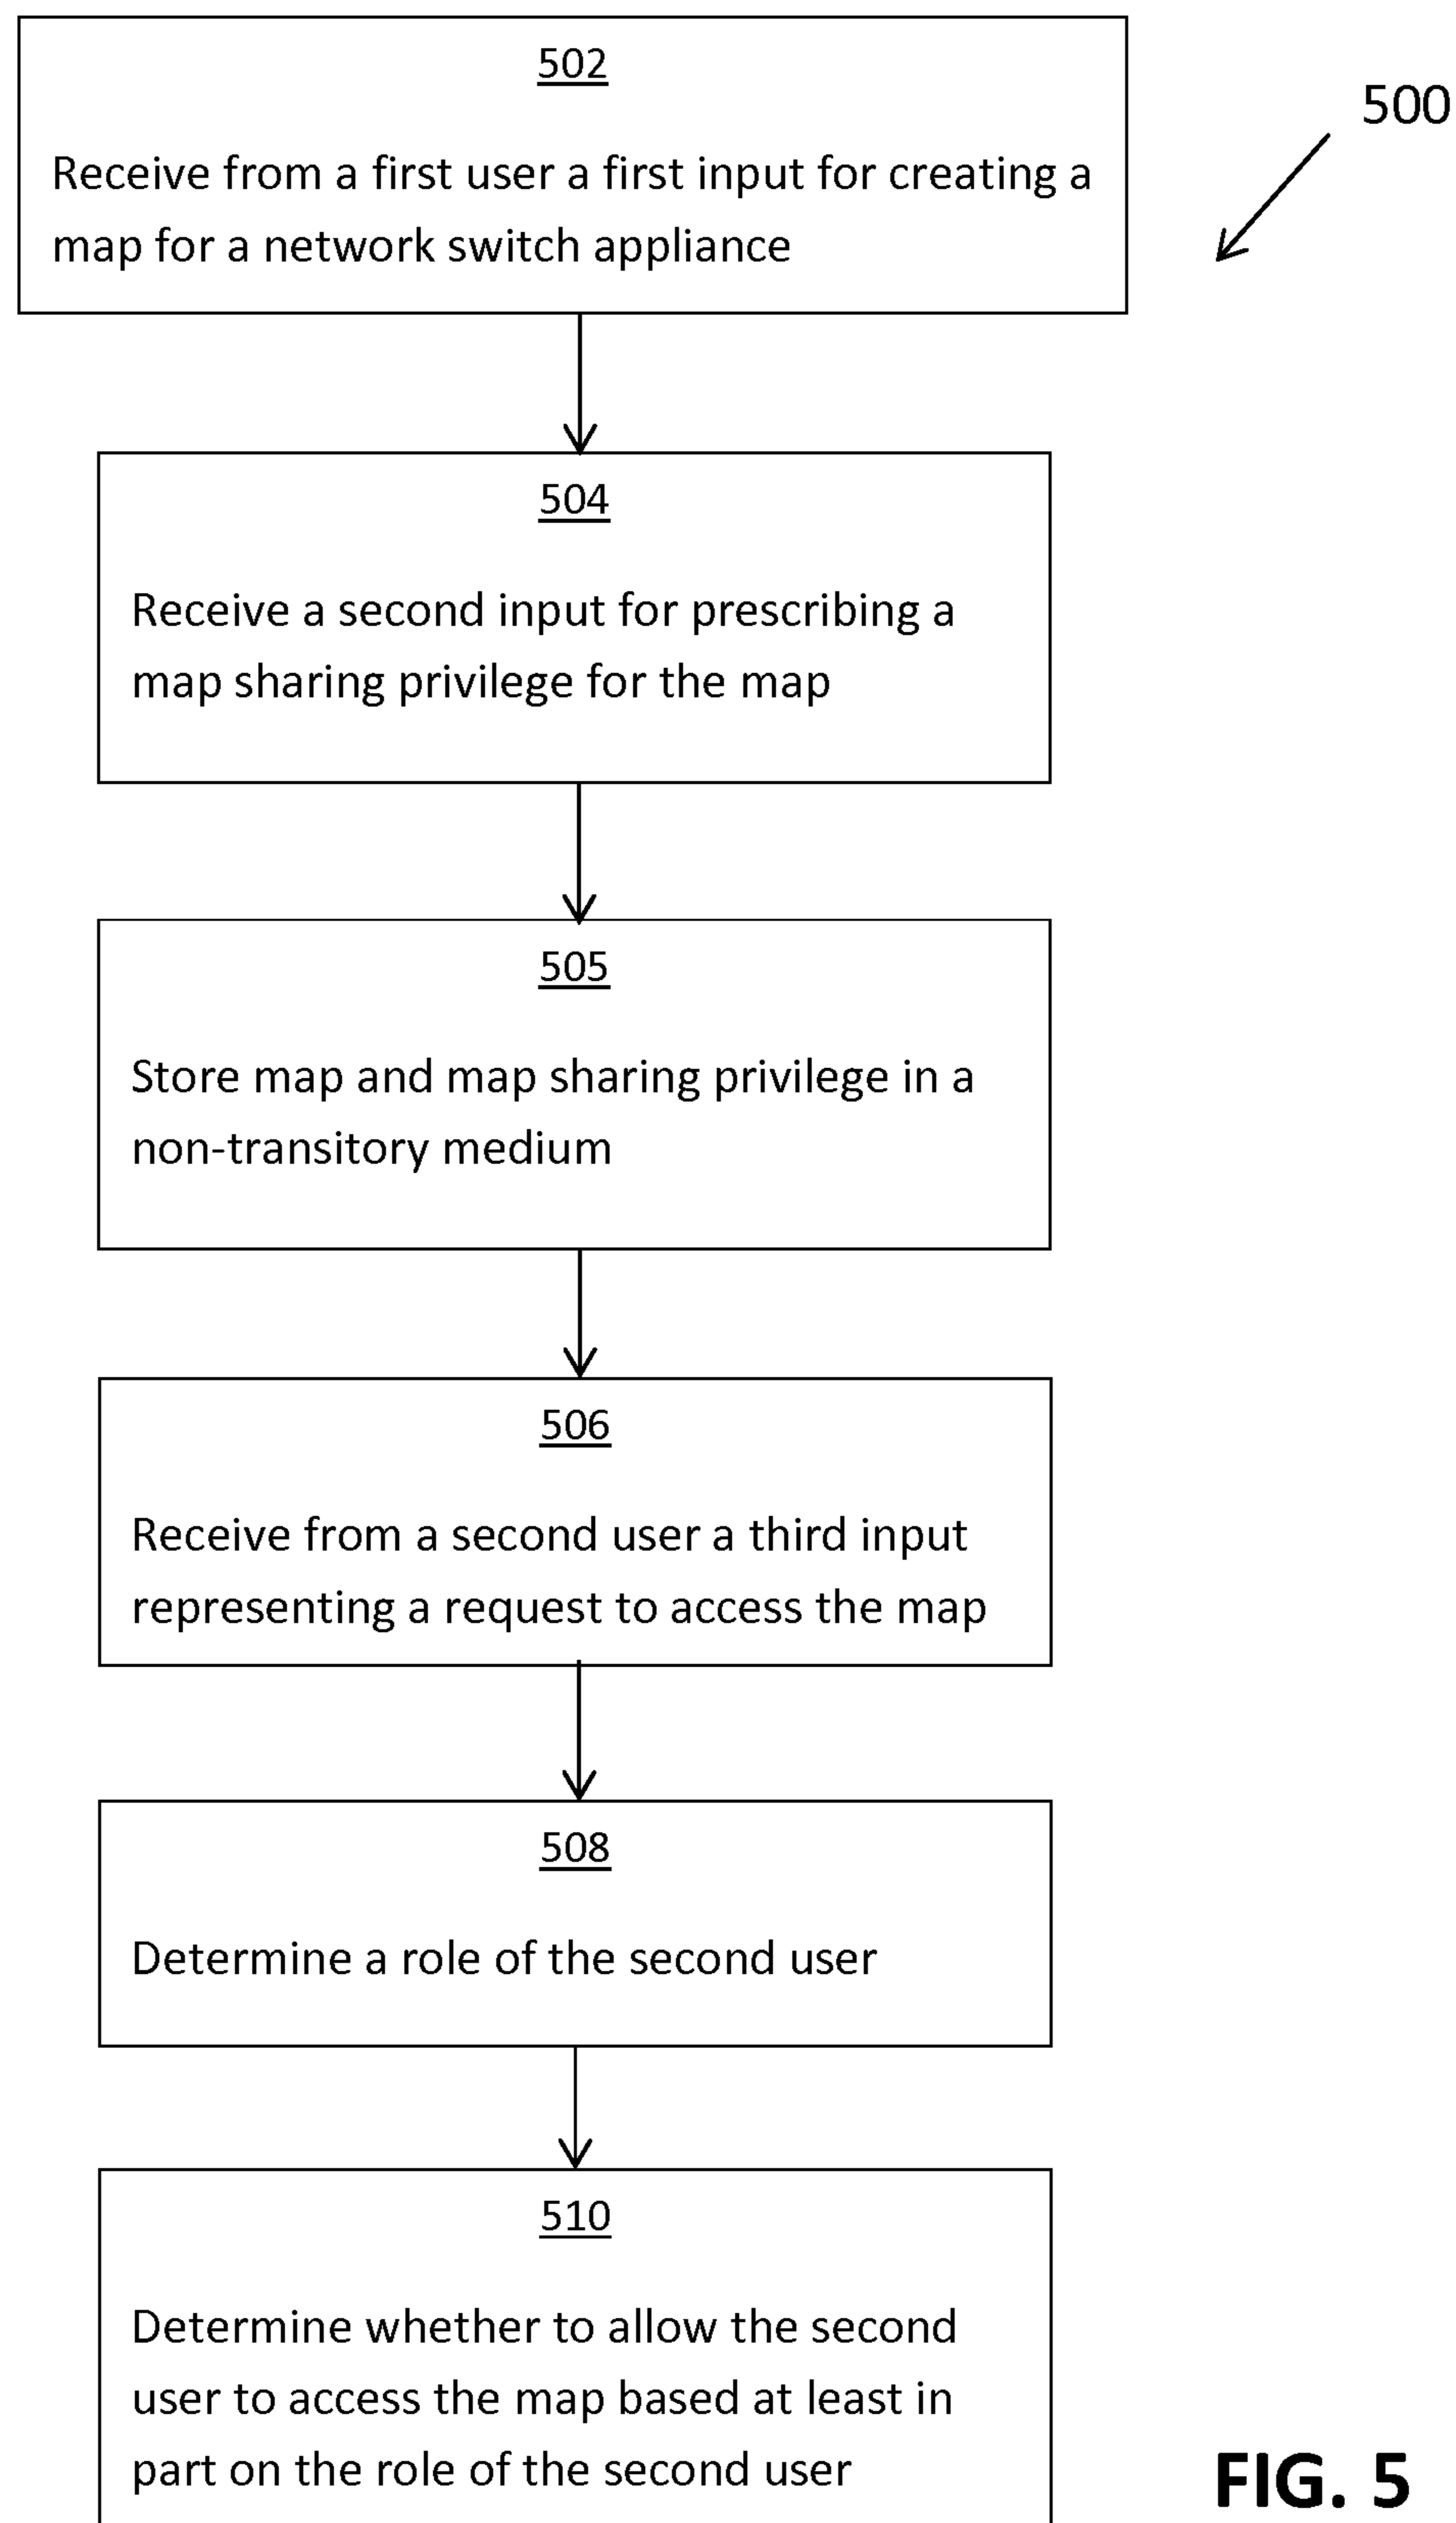 502
Receive from a first user a first input for creating a
map for a network switch appliance
500
504
Receive a second input for prescribing a
map sharing privilege for the map
505
Store map and map sharing privilege in a
non-transitory medium
506
Receive from a second user a third input
representing a request to access the map
508
Determine a role of the second user
510
Determine whether to allow the second
user to access the map based at least in
part on the role of the second user
FIG. 5